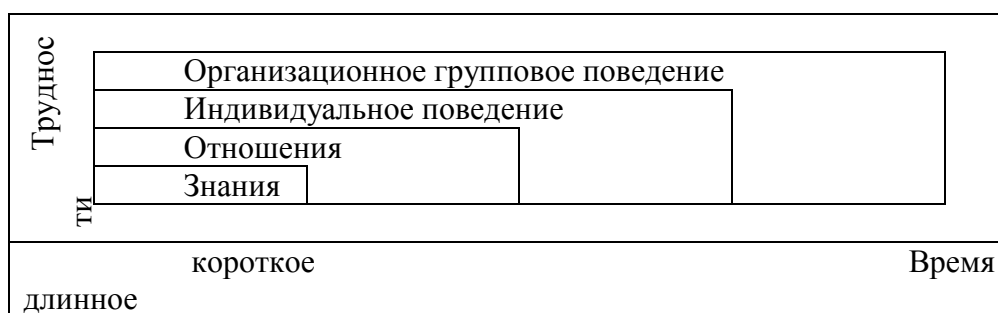 Труднос
ти
Организационное групповое поведение
Индивидуальное поведение
Отношения
Знания
короткое Время
длинное